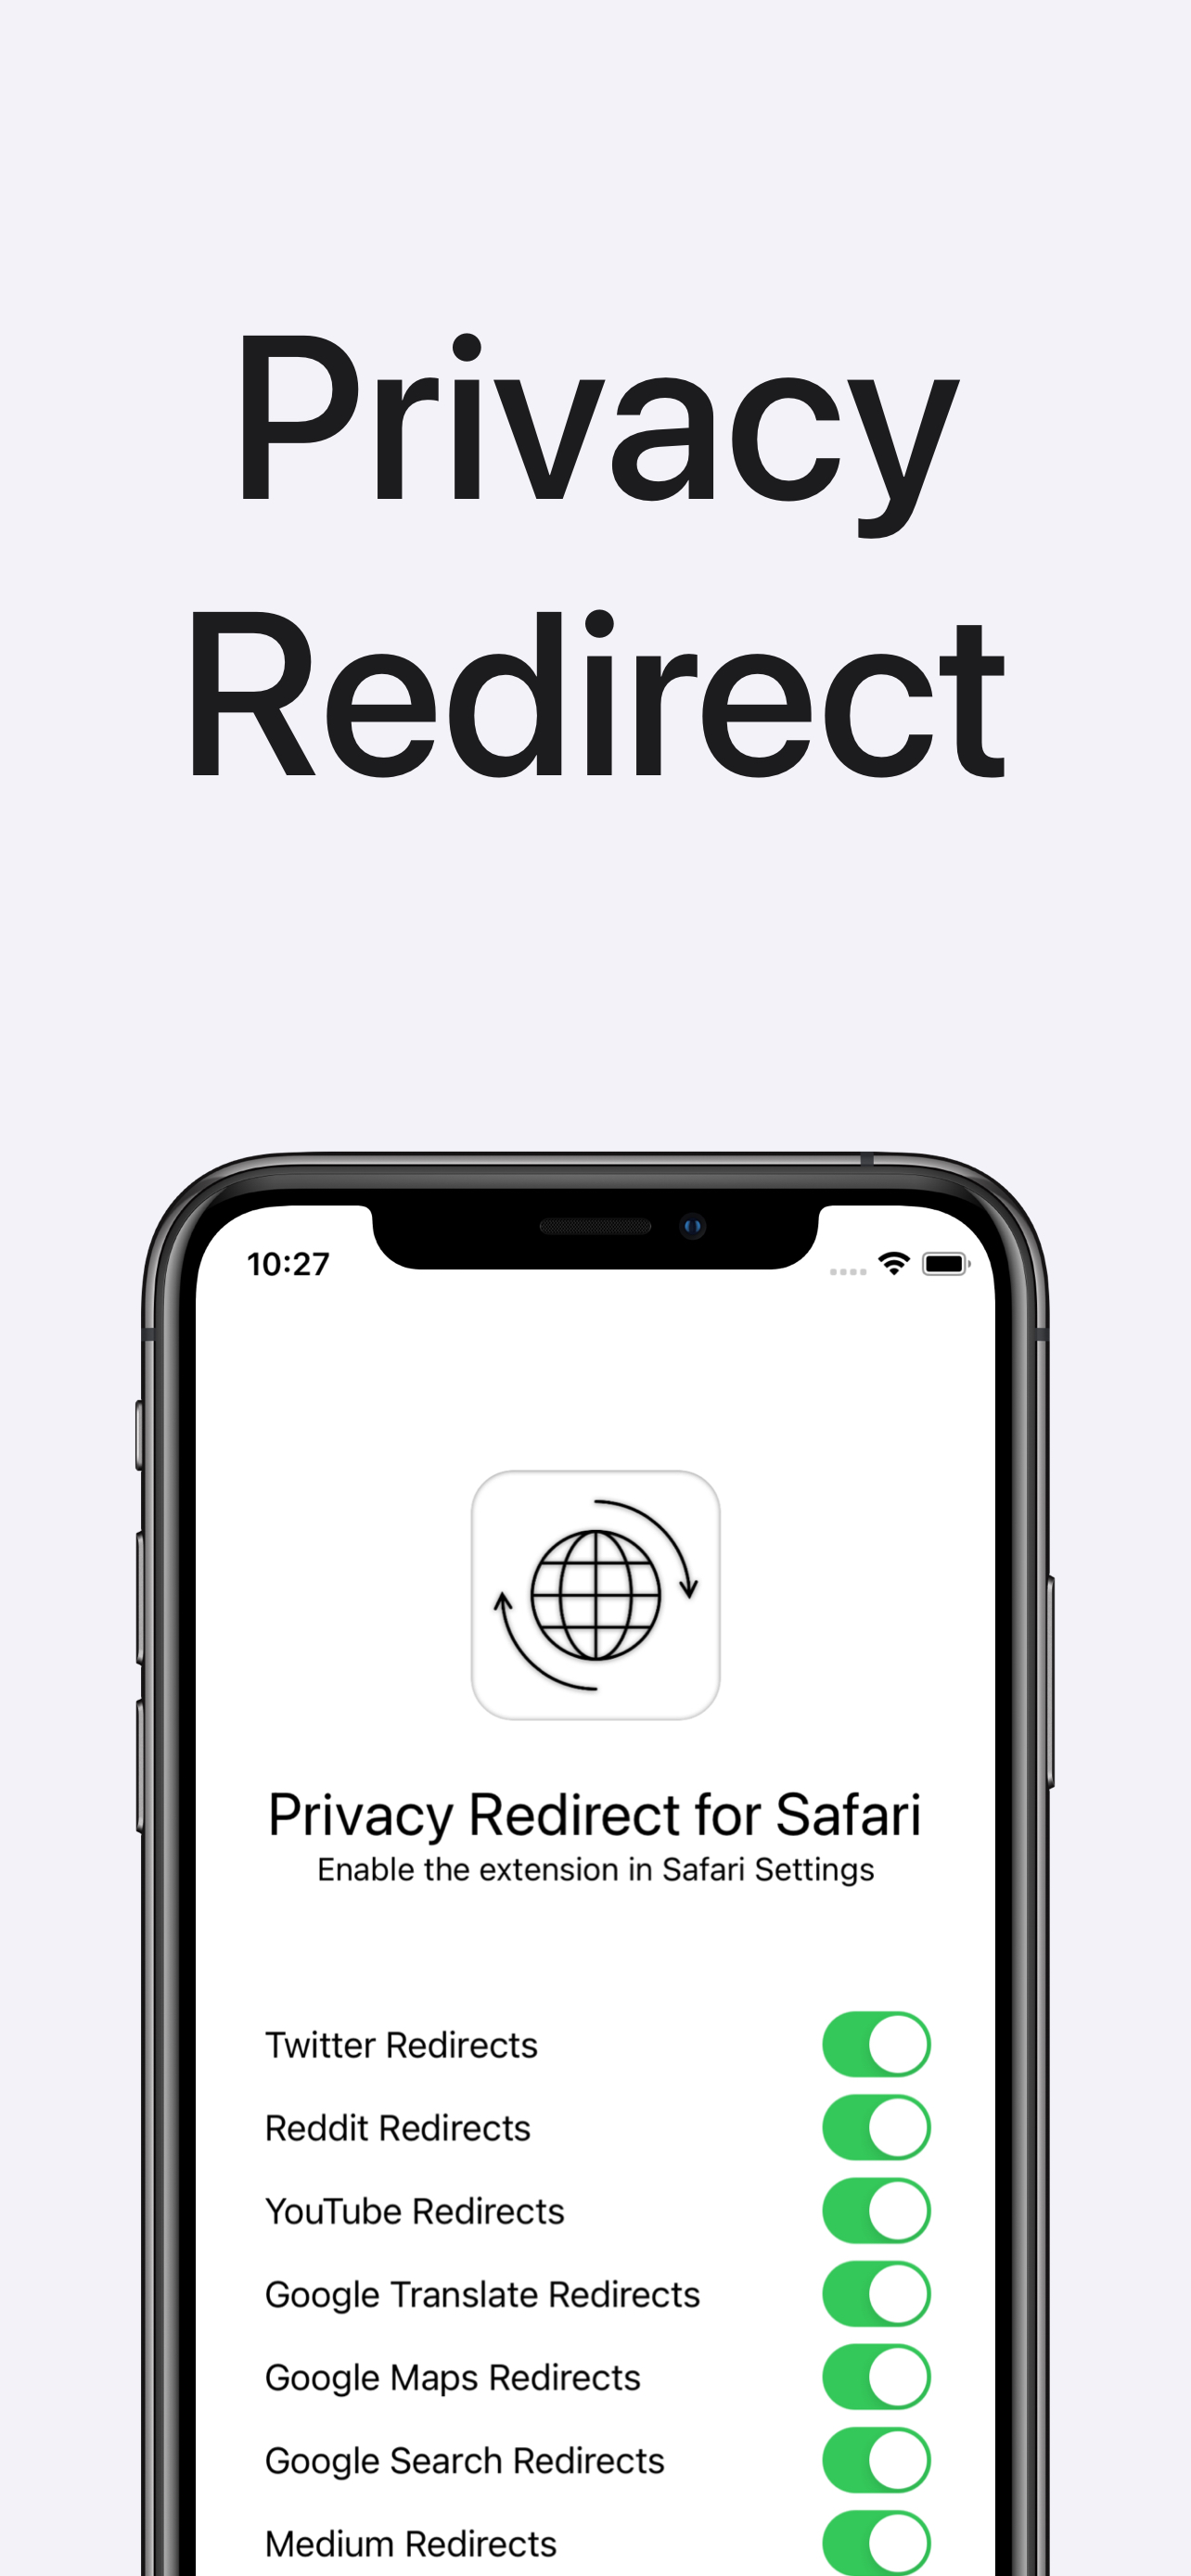 Privacy
Redirect
10:27
Privacy Redirect for Safari
Enable the extension in Safari Settings
Twitter Redirects
Reddit Redirects
YouTube Redirects
Google Translate Redirects
Google Maps Redirects
Google Search Redirects
Medium Redirects